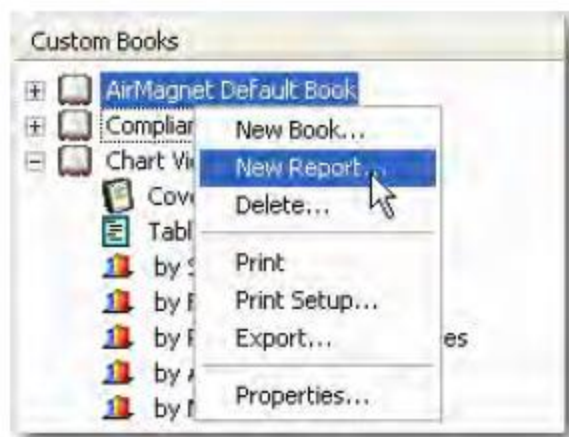 Custom Books
AirMagnet Default Book
Complian
New Book...
Chart Vi
New Report...
Cove
Delete...
Tabl
by S
Print
by
Print Setup...
by
Export...
es
by
by
Properties...